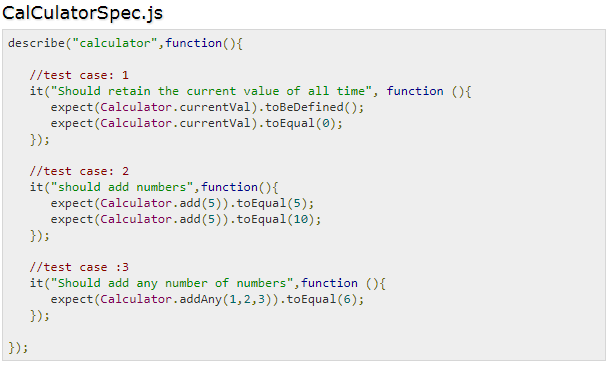 CalCulatorSpec.js
describe("calculator",function(){
//test case: 1
it("Should retain the current value of all time", function (){
expect(Calculator.currentVal).toBeDefined();
expect(Calculator.currentVal).toEqual(0);
});
//test case: 2
it("should add numbers",function(){
expect(Calculator.add(5)).toEqual(5);
expect(Calculator.add(5)).toEqual(10);
});
//test case :3
it("Should add any number of numbers",function (){
expect(Calculator.addAny(1,2,3)).toEqual(6);
});
});